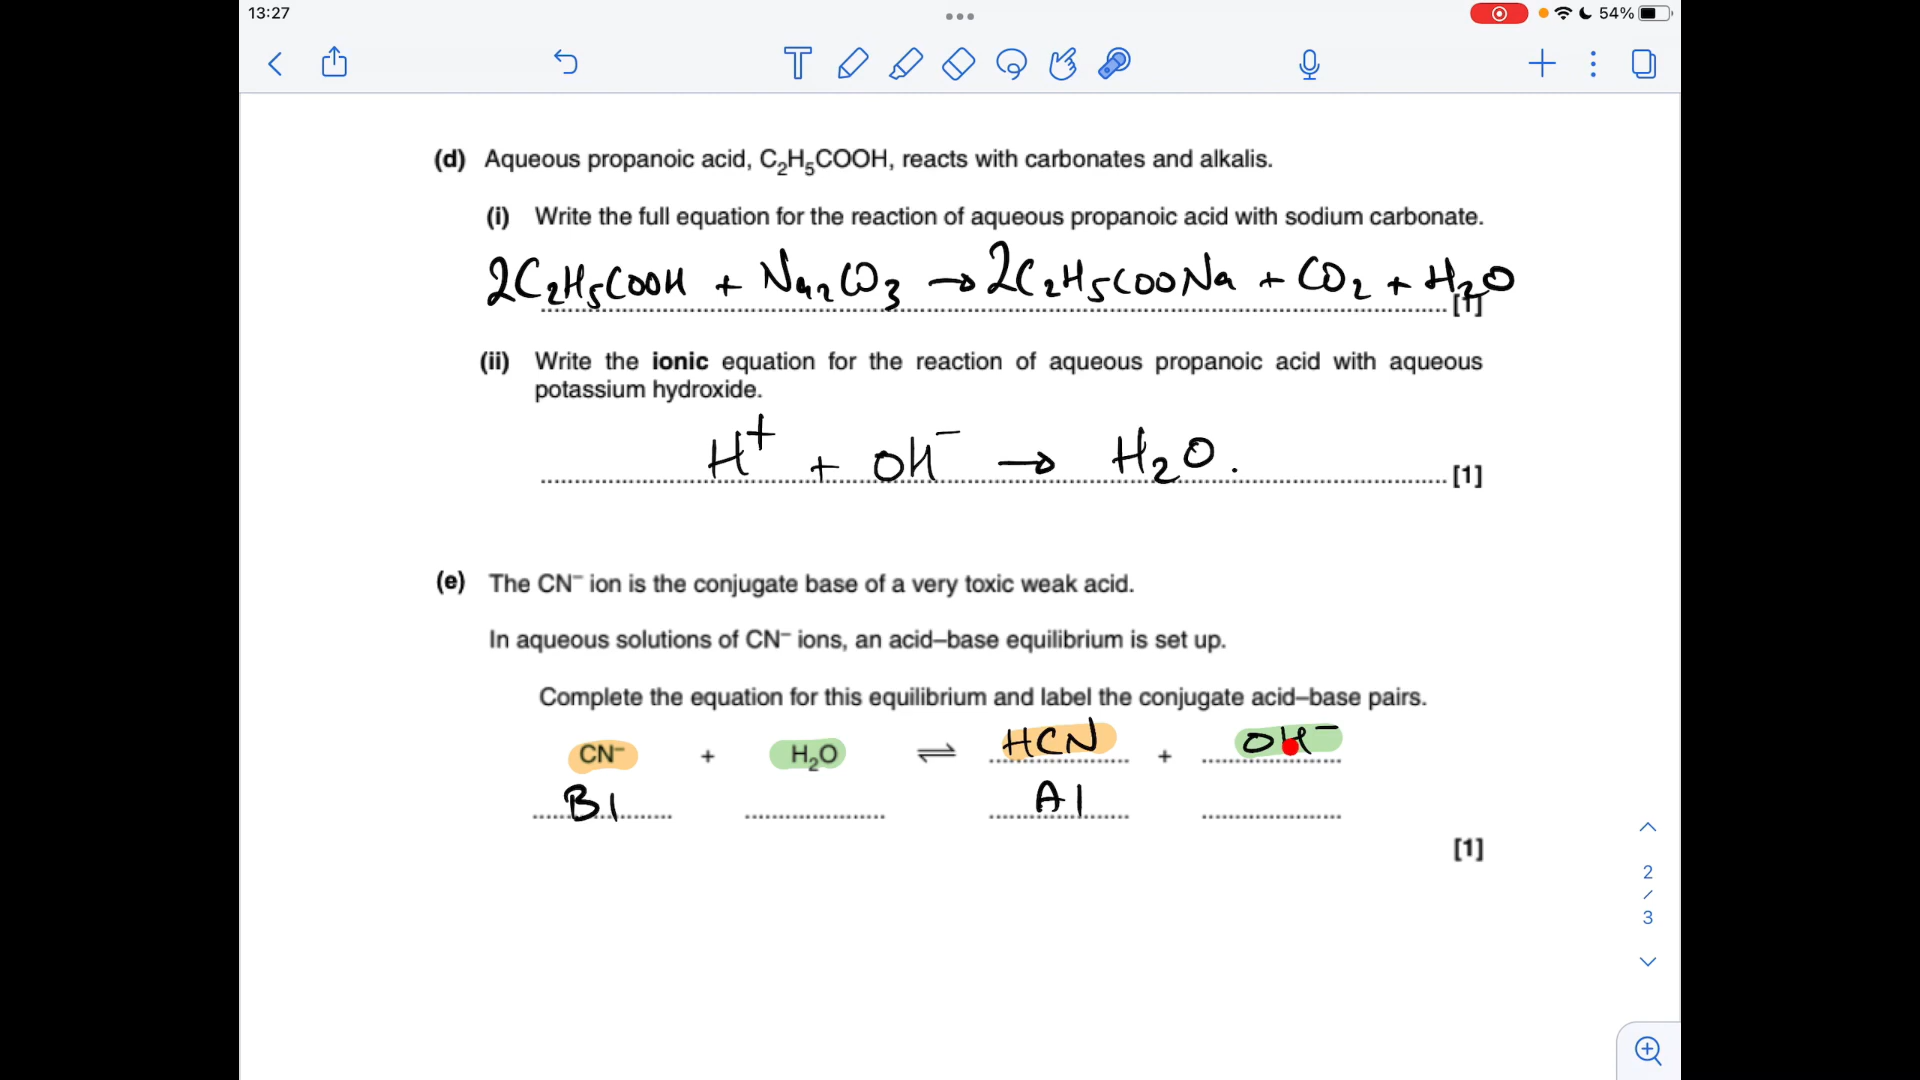 13:27
54%
(d) Aqueous propanoic acid, C₂H₅COOH, reacts with carbonates and alkalis.
(i) Write the full equation for the reaction of aqueous propanoic acid with sodium carbonate.
2C₂H₅COOH + Na₂CO₃ → 2C₂H₅COONa + CO₂ + H₂O
[1]
(ii) Write the ionic equation for the reaction of aqueous propanoic acid with aqueous
potassium hydroxide.
H⁺ + OH⁻ → H₂O.
[1]
(e) The CN⁻ ion is the conjugate base of a very toxic weak acid.
In aqueous solutions of CN⁻ ions, an acid–base equilibrium is set up.
Complete the equation for this equilibrium and label the conjugate acid–base pairs.
CN⁻ + H₂O ⇌ HCN + OH⁻
B1 A1
[1]
2
/
3